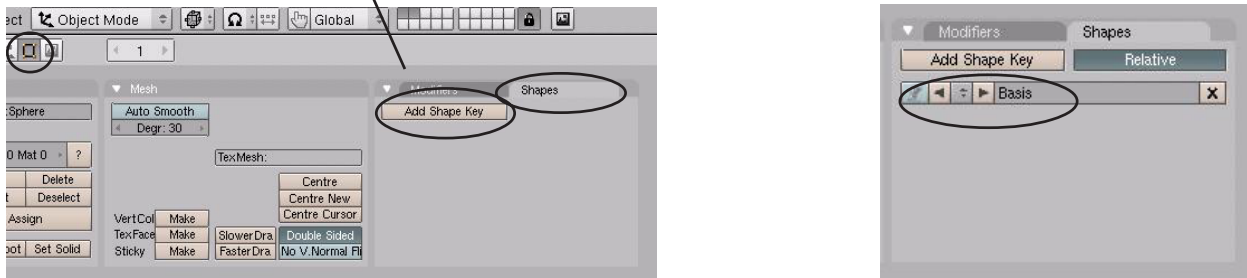 ect Object Mode Global
1
Mesh Modifiers Shapes
:Sphere Auto Smooth Add Shape Key
Degr: 30
0 Mat 0 ? TexMesh:
Delete Centre
t Deselect Centre New
Assign VertCol Make Centre Cursor
TexFace Make SlowerDra Double Sided
oot Set Solid Sticky Make FasterDra No V.Normal Fli
Modifiers Shapes
Add Shape Key Relative
Basis X